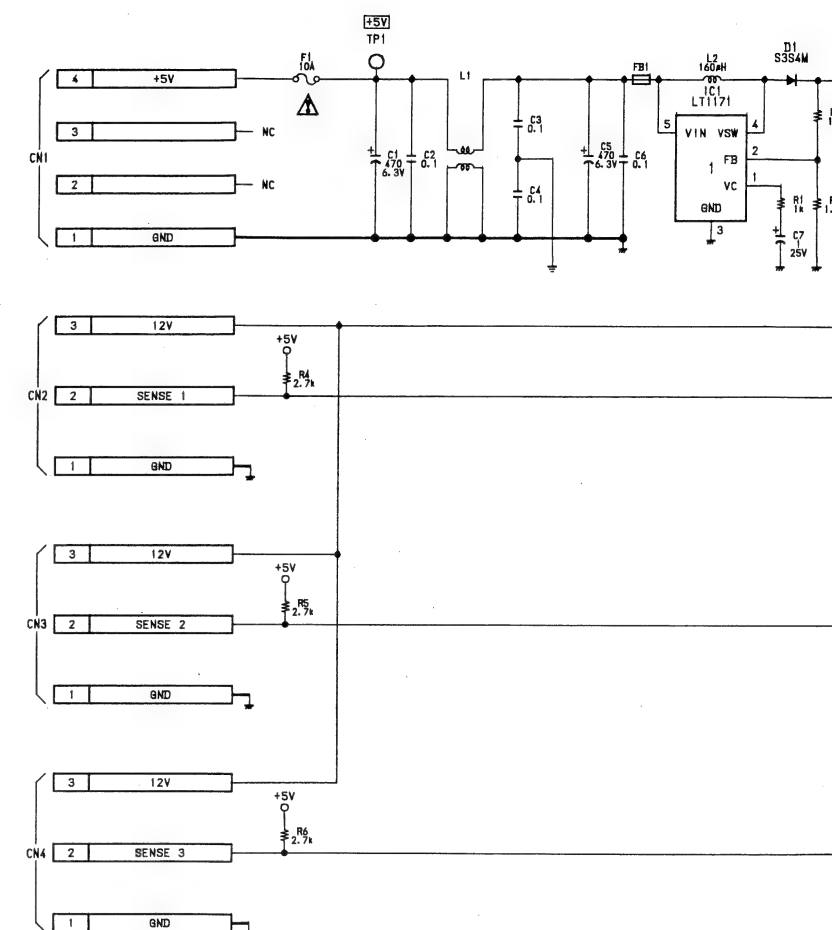 +5V
TP1
F1
10A
L1
FB1
L2
160μH
D1
S3S4M
IC1
LT1171
CN1
4 +5V
3 NC
2 NC
1 GND
C1
470
6.3V
C2
0.1
C3
0.1
C4
0.1
C5
470
6.3V
C6
0.1
5 VIN VSW 4
FB 2
1 VC 1
GND
3
R1
1k
C7
1
25V
CN2
3 12V
+5V
R4
2.7k
2 SENSE 1
1 GND
CN3
3 12V
+5V
R5
2.7k
2 SENSE 2
1 GND
CN4
3 12V
+5V
R6
2.7k
2 SENSE 3
1 GND